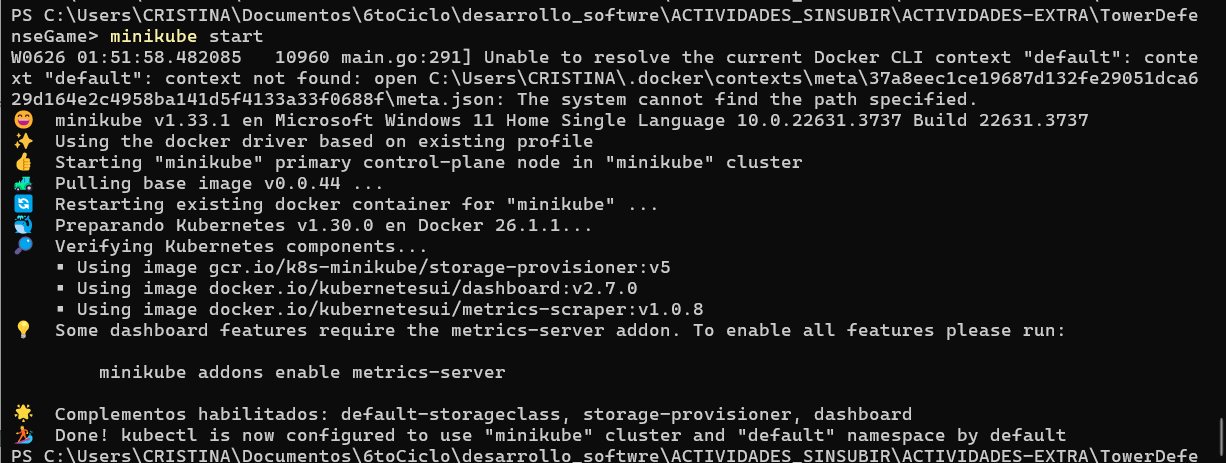 PS C:\Users\CRISTINA\Documentos\6toCiclo\desarrollo_softwre\ACTIVIDADES_SINSUBIR\ACTIVIDADES-EXTRA\TowerDefe
nseGame> minikube start
W0626 01:51:58.482085   10960 main.go:291] Unable to resolve the current Docker CLI context "default": conte
xt "default": context not found: open C:\Users\CRISTINA\.docker\contexts\meta\37a8eec1ce19687d132fe29051dca6
29d164e2c4958ba141d5f4133a33f0688f\meta.json: The system cannot find the path specified.
😄  minikube v1.33.1 en Microsoft Windows 11 Home Single Language 10.0.22631.3737 Build 22631.3737
✨  Using the docker driver based on existing profile
👍  Starting "minikube" primary control-plane node in "minikube" cluster
🚜  Pulling base image v0.0.44 ...
🔄  Restarting existing docker container for "minikube" ...
🐳  Preparando Kubernetes v1.30.0 en Docker 26.1.1...
🔎  Verifying Kubernetes components...
    ▪ Using image gcr.io/k8s-minikube/storage-provisioner:v5
    ▪ Using image docker.io/kubernetesui/dashboard:v2.7.0
    ▪ Using image docker.io/kubernetesui/metrics-scraper:v1.0.8
💡  Some dashboard features require the metrics-server addon. To enable all features please run:
        minikube addons enable metrics-server
🌟  Complementos habilitados: default-storageclass, storage-provisioner, dashboard
🏄  Done! kubectl is now configured to use "minikube" cluster and "default" namespace by default
PS C:\Users\CRISTINA\Documentos\6toCiclo\desarrollo_softwre\ACTIVIDADES_SINSUBIR\ACTIVIDADES-EXTRA\TowerDefe